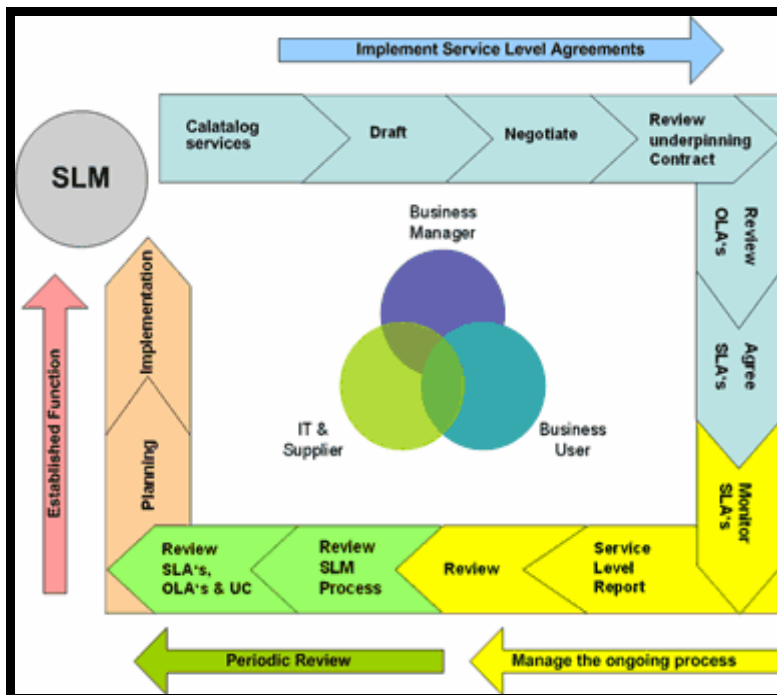 Implement Service Level Agreements
SLM
Calatalog
services
Draft
Negotiate
Review
underpinning
Contract
Review
OLA's
Agree
SLA's
Monitor
SLA's
Business
Manager
IT &
Supplier
Business
User
Service
Level
Report
Review
Review
SLM
Process
Review
SLA's,
OLA's & UC
Planning
Implementation
Established Function
Periodic Review
Manage the ongoing process